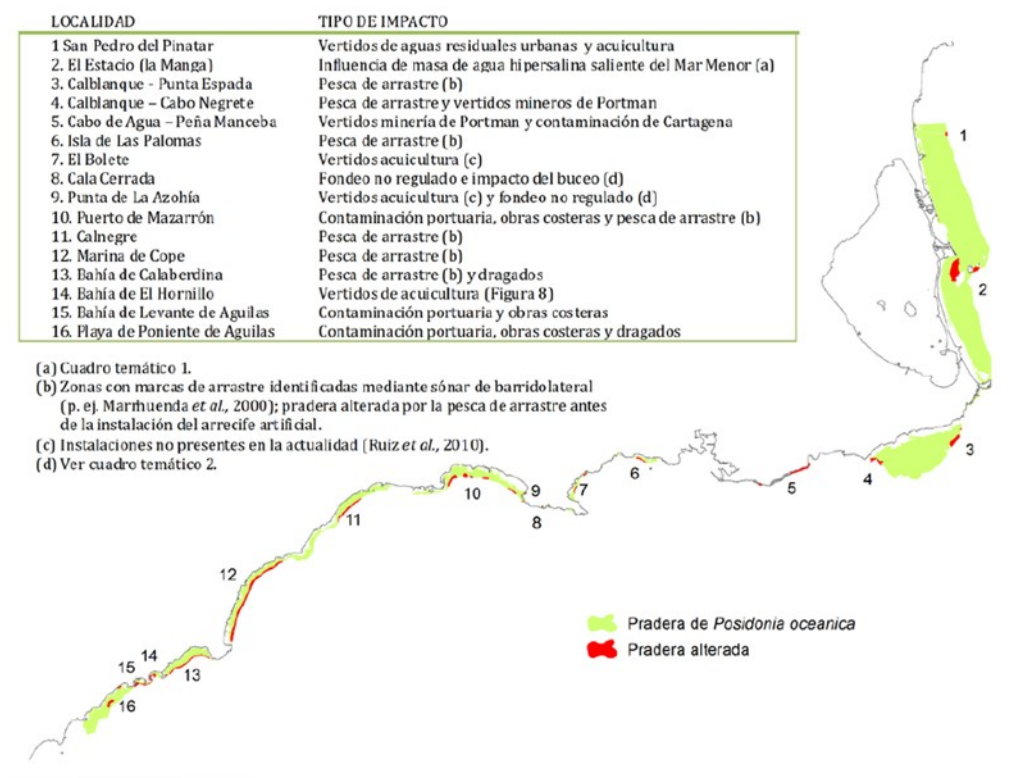 LOCALIDAD TIPO DE IMPACTO
1 San Pedro del Pinatar Vertidos de aguas residuales urbanas y acuicultura
2. El Estacio (la Manga) Influencia de masa de agua hipersalina saliente del Mar Menor (a)
3. Calblanque - Punta Espada Pesca de arrastre (b)
4. Calblanque – Cabo Negrete Pesca de arrastre y vertidos mineros de Portman
5. Cabo de Agua – Peña Manceba Vertidos minería de Portman y contaminación de Cartagena
6. Isla de Las Palomas Pesca de arrastre (b)
7. El Bolete Vertidos acuicultura (c)
8. Cala Cerrada Fondeo no regulado e impacto del buceo (d)
9. Punta de La Azohía Vertidos acuicultura (c) y fondeo no regulado (d)
10. Puerto de Mazarrón Contaminación portuaria, obras costeras y pesca de arrastre (b)
11. Calnegre Pesca de arrastre (b)
12. Marina de Cope Pesca de arrastre (b)
13. Bahía de Calaberdina Pesca de arrastre (b) y dragados
14. Bahía de El Hornillo Vertidos de acuicultura (Figura 8)
15. Bahía de Levante de Aguilas Contaminación portuaria y obras costeras
16. Playa de Poniente de Aguilas Contaminación portuaria, obras costeras y dragados
(a) Cuadro temático 1.
(b) Zonas con marcas de arrastre identificadas mediante sónar de barrido lateral
(p. ej. Marrhuenda et al., 2000); pradera alterada por la pesca de arrastre antes
de la instalación del arrecife artificial.
(c) Instalaciones no presentes en la actualidad (Ruiz et al., 2010).
(d) Ver cuadro temático 2.
1
2
3
4
5
6
7
8
9
10
11
12
13
14
15
16
Pradera de Posidonia oceanica
Pradera alterada